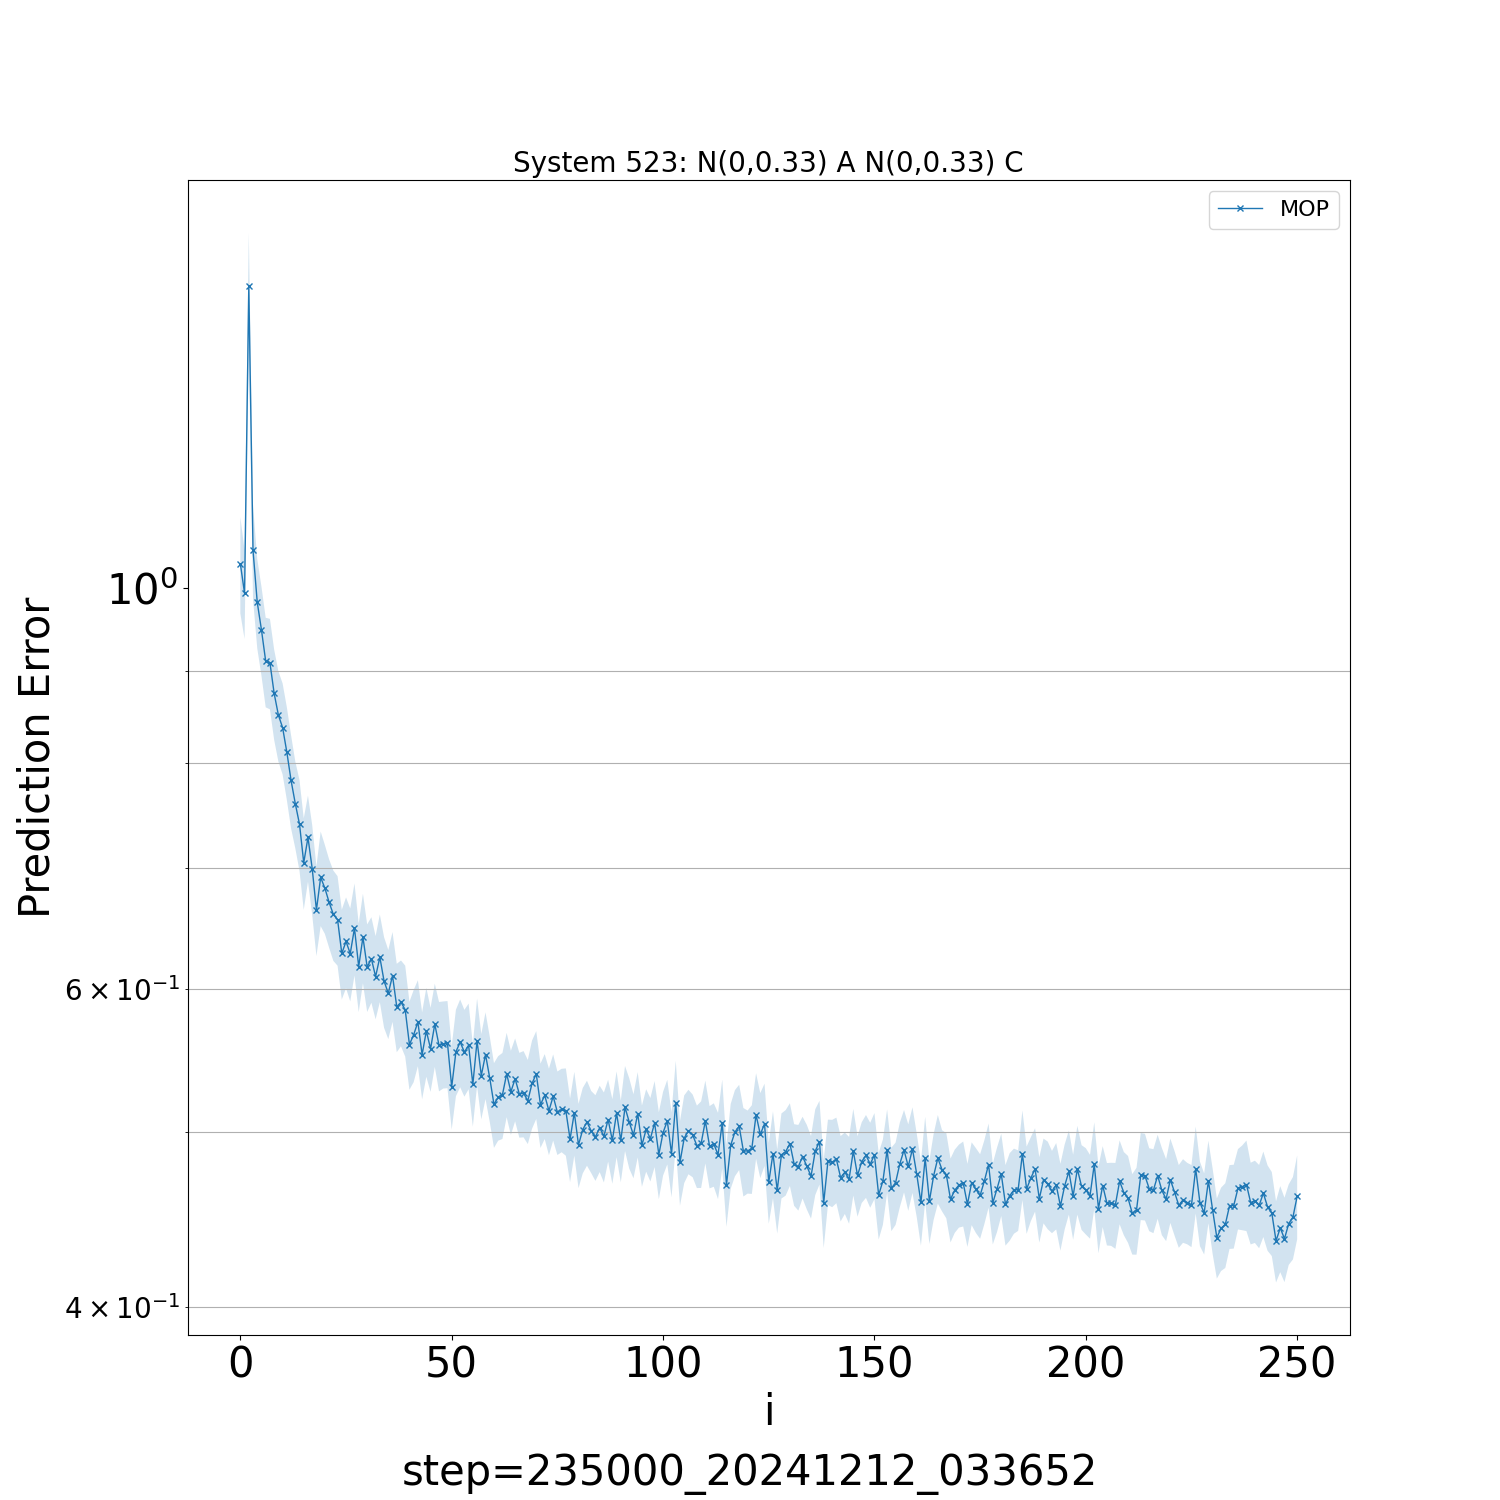 System 523: N(0,0.33) A N(0,0.33) C
MOP
Prediction Error
10⁰
6 × 10⁻¹
4 × 10⁻¹
0 50 100 150 200 250
i
step=235000_20241212_033652